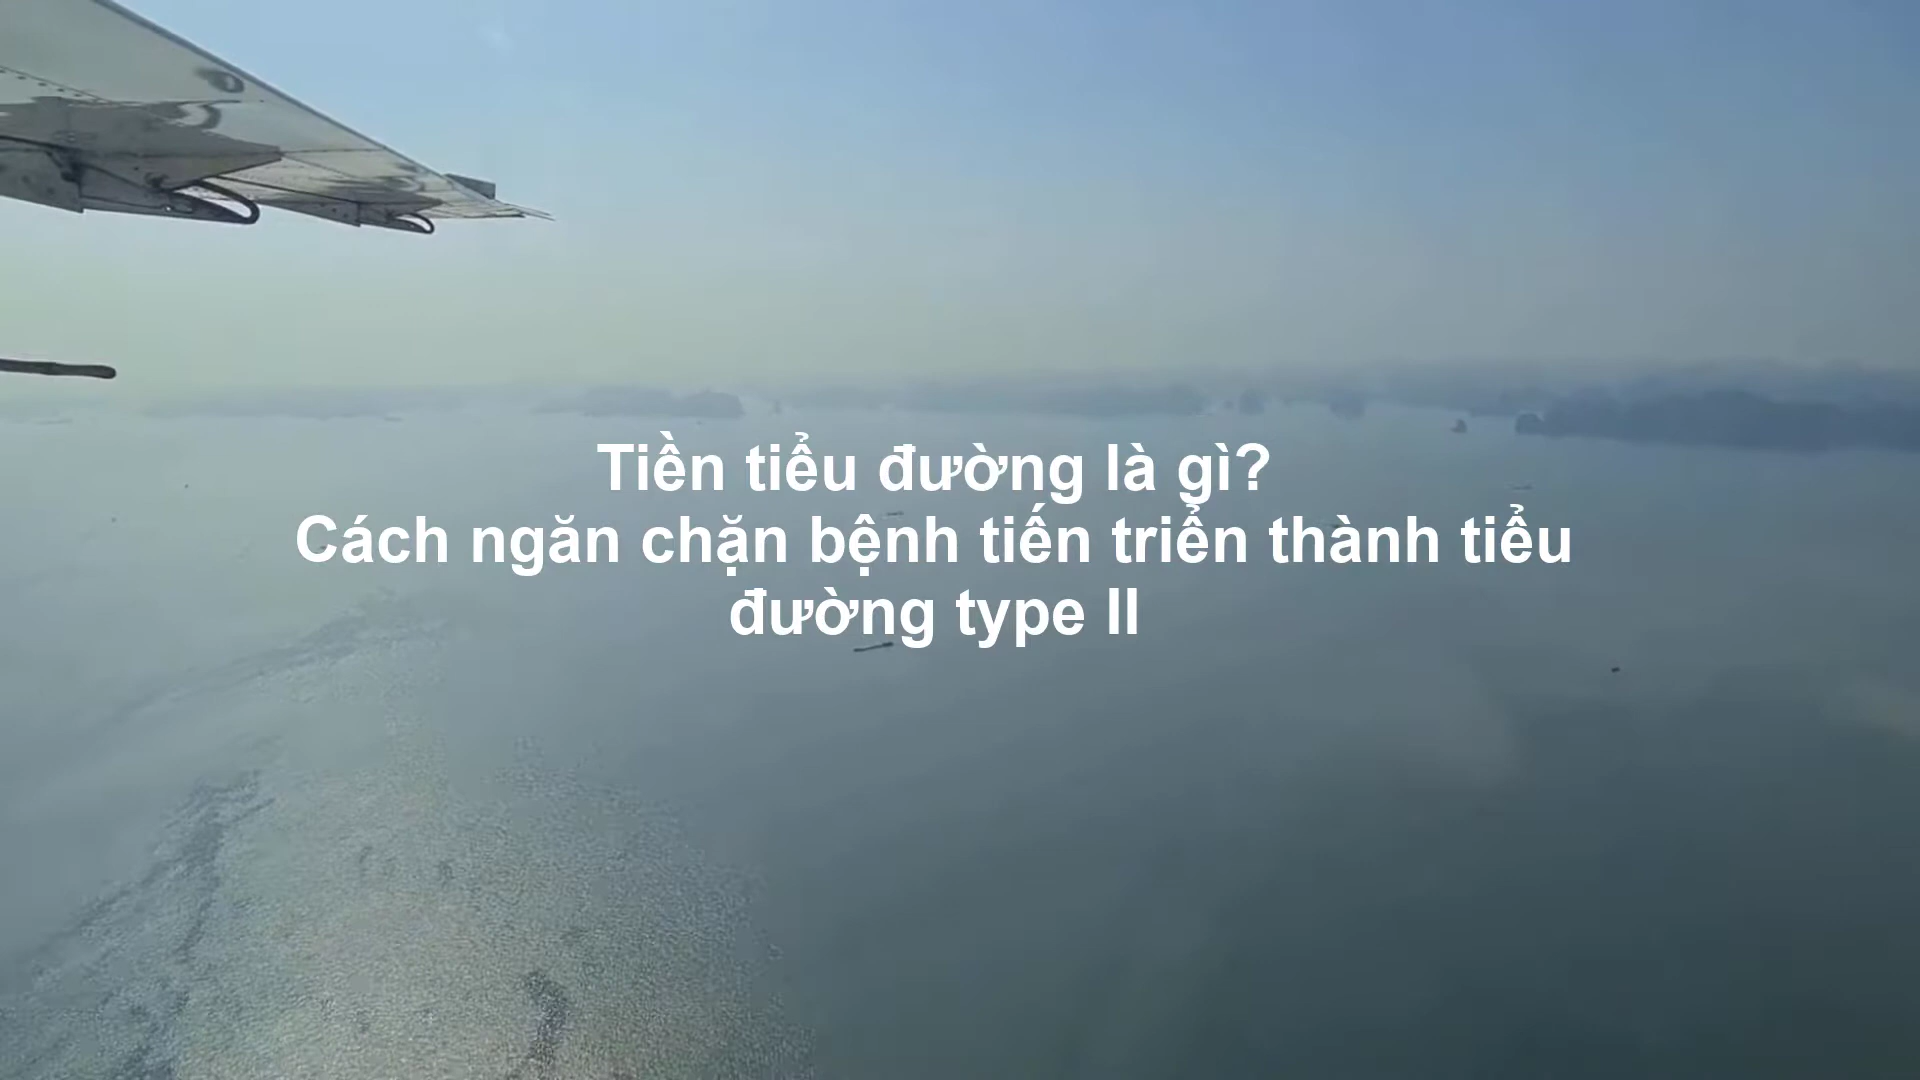 Tiền tiểu đường là gì?
Cách ngăn chặn bệnh tiến triển thành tiểu
đường type II